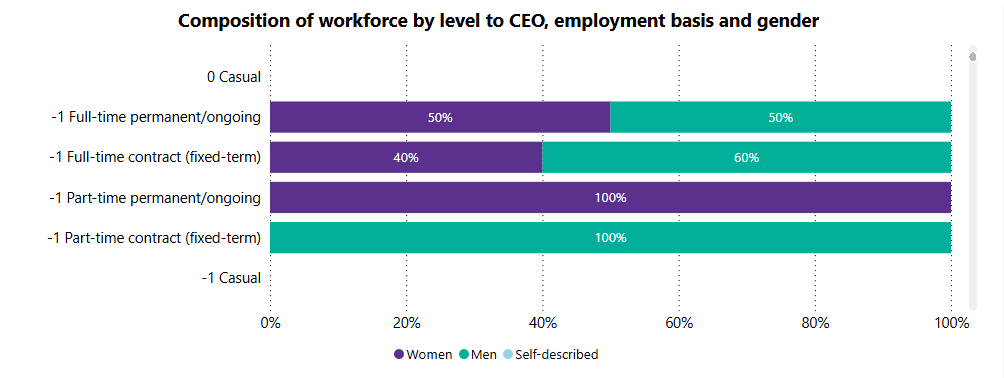 Composition of workforce by level to CEO, employment basis and gender
0 Casual
-1 Full-time permanent/ongoing
50%
50%
-1 Full-time contract (fixed-term)
40%
60%
-1 Part-time permanent/ongoing
100%
-1 Part-time contract (fixed-term)
100%
-1 Casual
0%
20%
40%
60%
80%
100%
Women
Men
Self-described